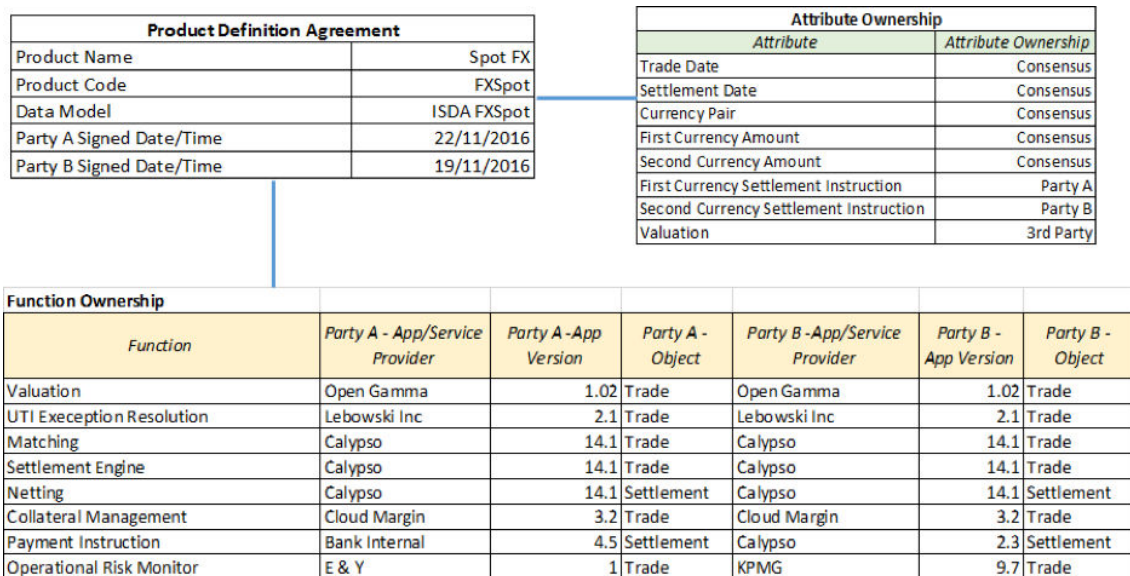 Product Definition Agreement
Product Name Spot FX
Product Code FXSpot
Data Model ISDA FXSpot
Party A Signed Date/Time 22/11/2016
Party B Signed Date/Time 19/11/2016
Attribute Ownership
Attribute Attribute Ownership
Trade Date Consensus
Settlement Date Consensus
Currency Pair Consensus
First Currency Amount Consensus
Second Currency Amount Consensus
First Currency Settlement Instruction Party A
Second Currency Settlement Instruction Party B
Valuation 3rd Party
Function Ownership
Function Party A - App/Service Provider Party A -App Version Party A - Object Party B -App/Service Provider Party B - App Version Party B - Object
Valuation Open Gamma 1.02 Trade Open Gamma 1.02 Trade
UTI Exeception Resolution Lebowski Inc 2.1 Trade Lebowski Inc 2.1 Trade
Matching Calypso 14.1 Trade Calypso 14.1 Trade
Settlement Engine Calypso 14.1 Trade Calypso 14.1 Trade
Netting Calypso 14.1 Settlement Calypso 14.1 Settlement
Collateral Management Cloud Margin 3.2 Trade Cloud Margin 3.2 Trade
Payment Instruction Bank Internal 4.5 Settlement Calypso 2.3 Settlement
Operational Risk Monitor E & Y 1 Trade KPMG 9.7 Trade